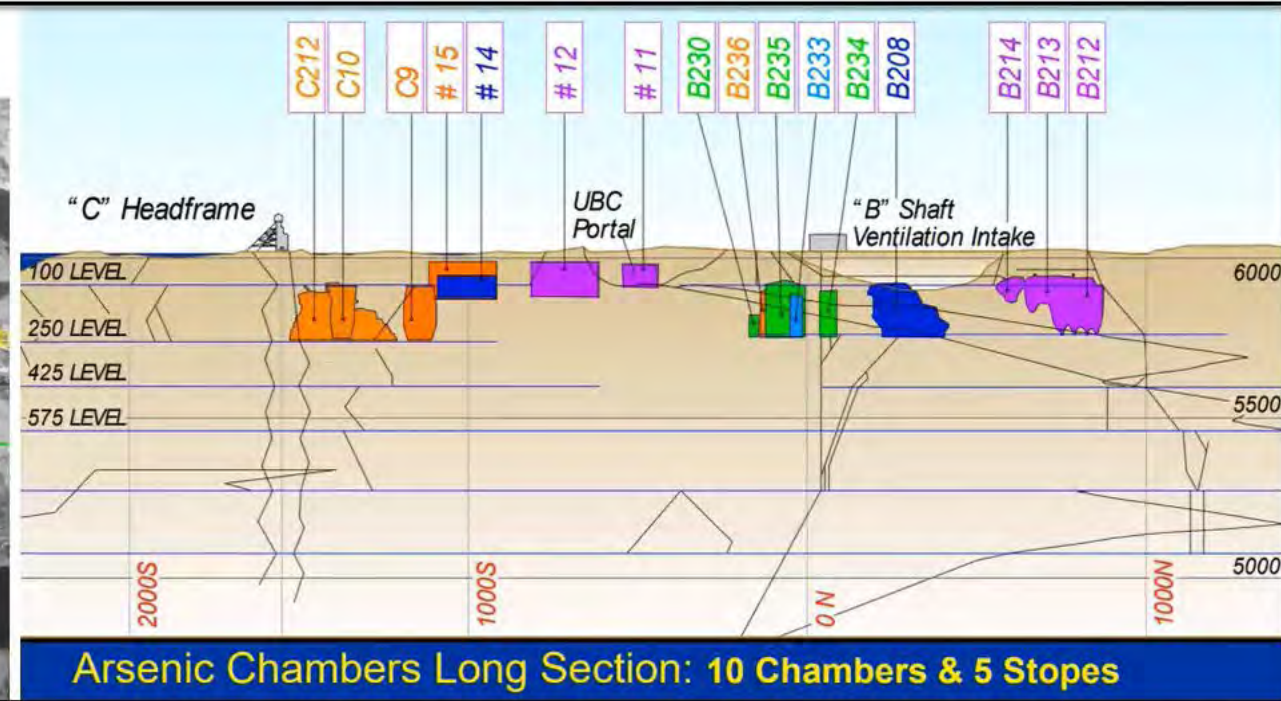 C212
C10
C9
# 15
# 14
# 12
# 11
B230
B236
B235
B233
B234
B208
B214
B213
B212
"C" Headframe
UBC
Portal
"B" Shaft
Ventilation Intake
100 LEVEL
6000
250 LEVEL
425 LEVEL
575 LEVEL
5500
5000
2000S
1000S
0 N
1000N
Arsenic Chambers Long Section: 10 Chambers & 5 Stopes